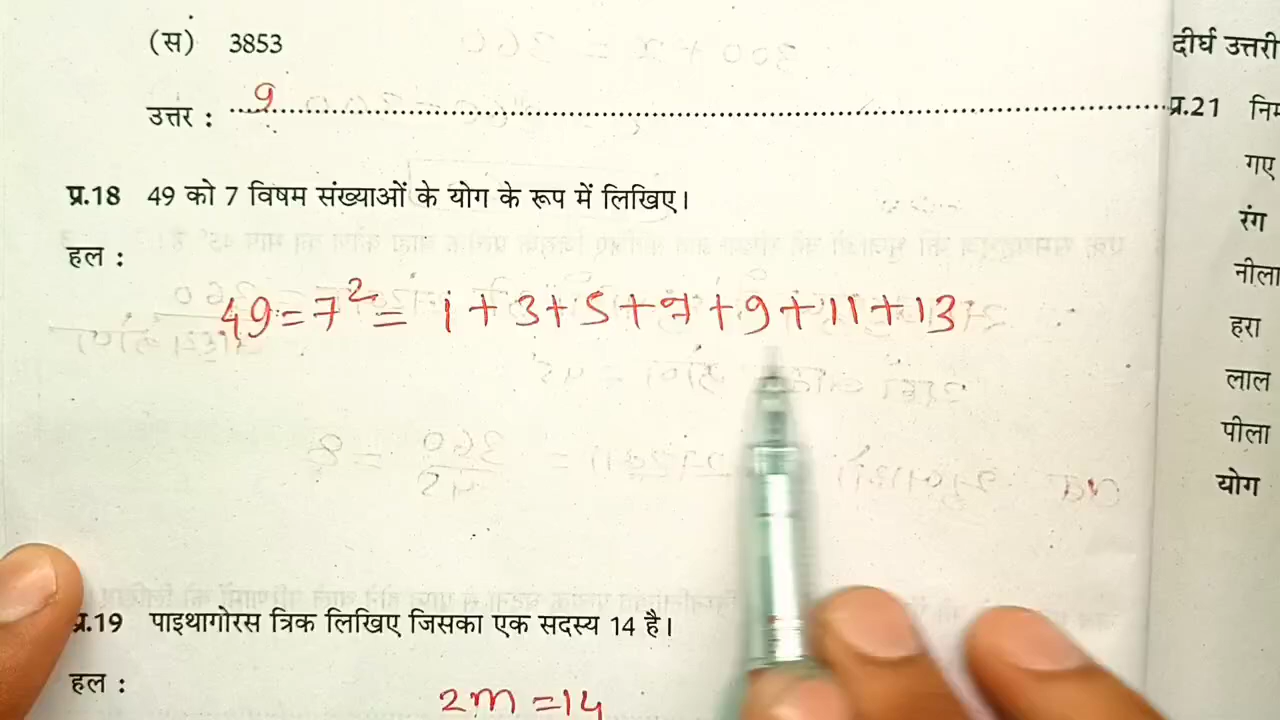 (स) 3853
उत्तर : 9
प्र.18 49 को 7 विषम संख्याओं के योग के रूप में लिखिए।
हल :
49 = 7² = 1 + 3 + 5 + 7 + 9 + 11 + 13
प्र.19 पाइथागोरस त्रिक लिखिए जिसका एक सदस्य 14 है।
हल :
2m = 14
दीर्घ उत्तरी
प्र.21
गए
रंग
नीला
हरा
लाल
पीला
योग